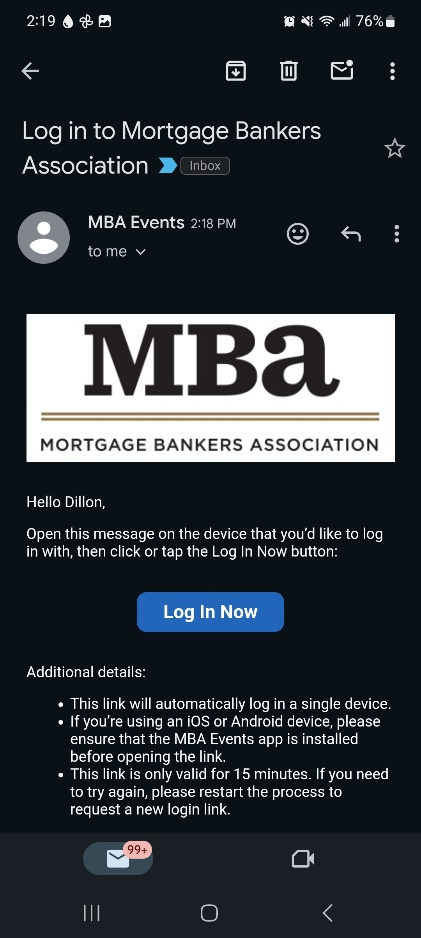 2:19 76%
Log in to Mortgage Bankers
Association Inbox
MBA Events 2:18 PM
to me
MBa
MORTGAGE BANKERS ASSOCIATION
Hello Dillon,
Open this message on the device that you'd like to log
in with, then click or tap the Log In Now button:
Log In Now
Additional details:
• This link will automatically log in a single device.
• If you're using an iOS or Android device, please
ensure that the MBA Events app is installed
before opening the link.
• This link is only valid for 15 minutes. If you need
to try again, please restart the process to
request a new login link.
99+